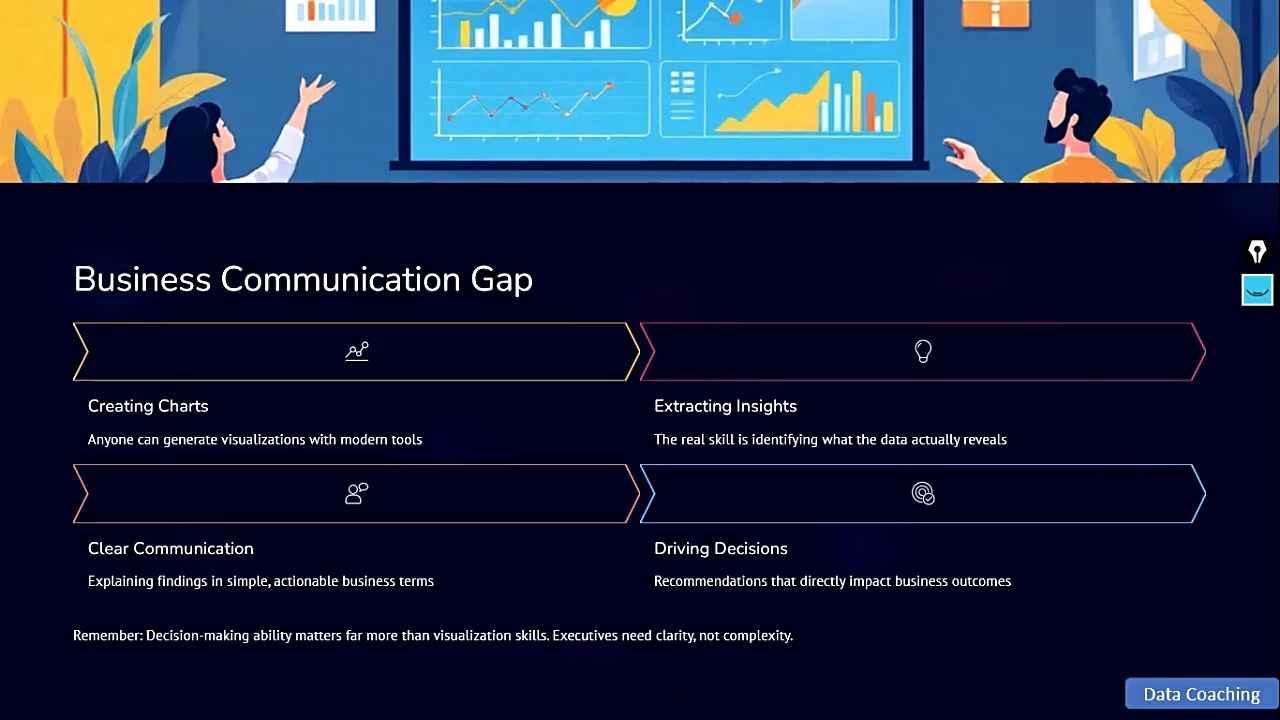 Business Communication Gap
Creating Charts
Anyone can generate visualizations with modern tools
Extracting Insights
The real skill is identifying what the data actually reveals
Clear Communication
Explaining findings in simple, actionable business terms
Driving Decisions
Recommendations that directly impact business outcomes
Remember: Decision-making ability matters far more than visualization skills. Executives need clarity, not complexity.
Data Coaching